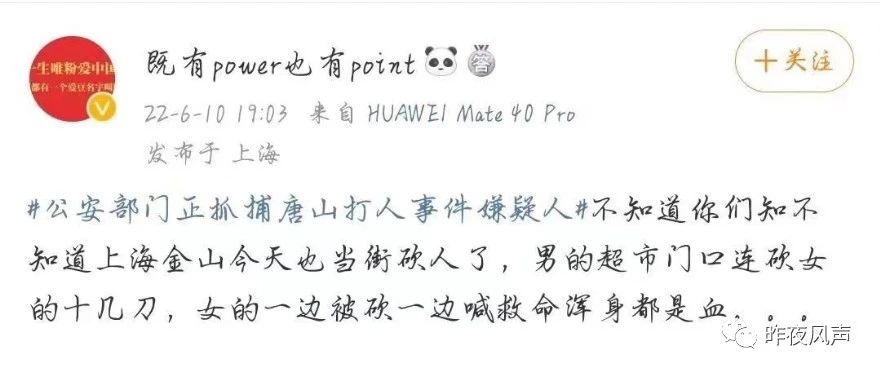 一生唯粉爱中国
都有一个爱豆名字
既有power也有point
答
+关注
22-6-10 19:03 来自 HUAWEI Mate 40 Pro
发布于 上海
#公安部门正抓捕唐山打人事件嫌疑人#不知道你们知不
知道上海金山今天也当街砍人了，男的超市门口连砍女
的十几刀，女的一边被砍一边喊救命浑身都是血。。。
昨夜风声